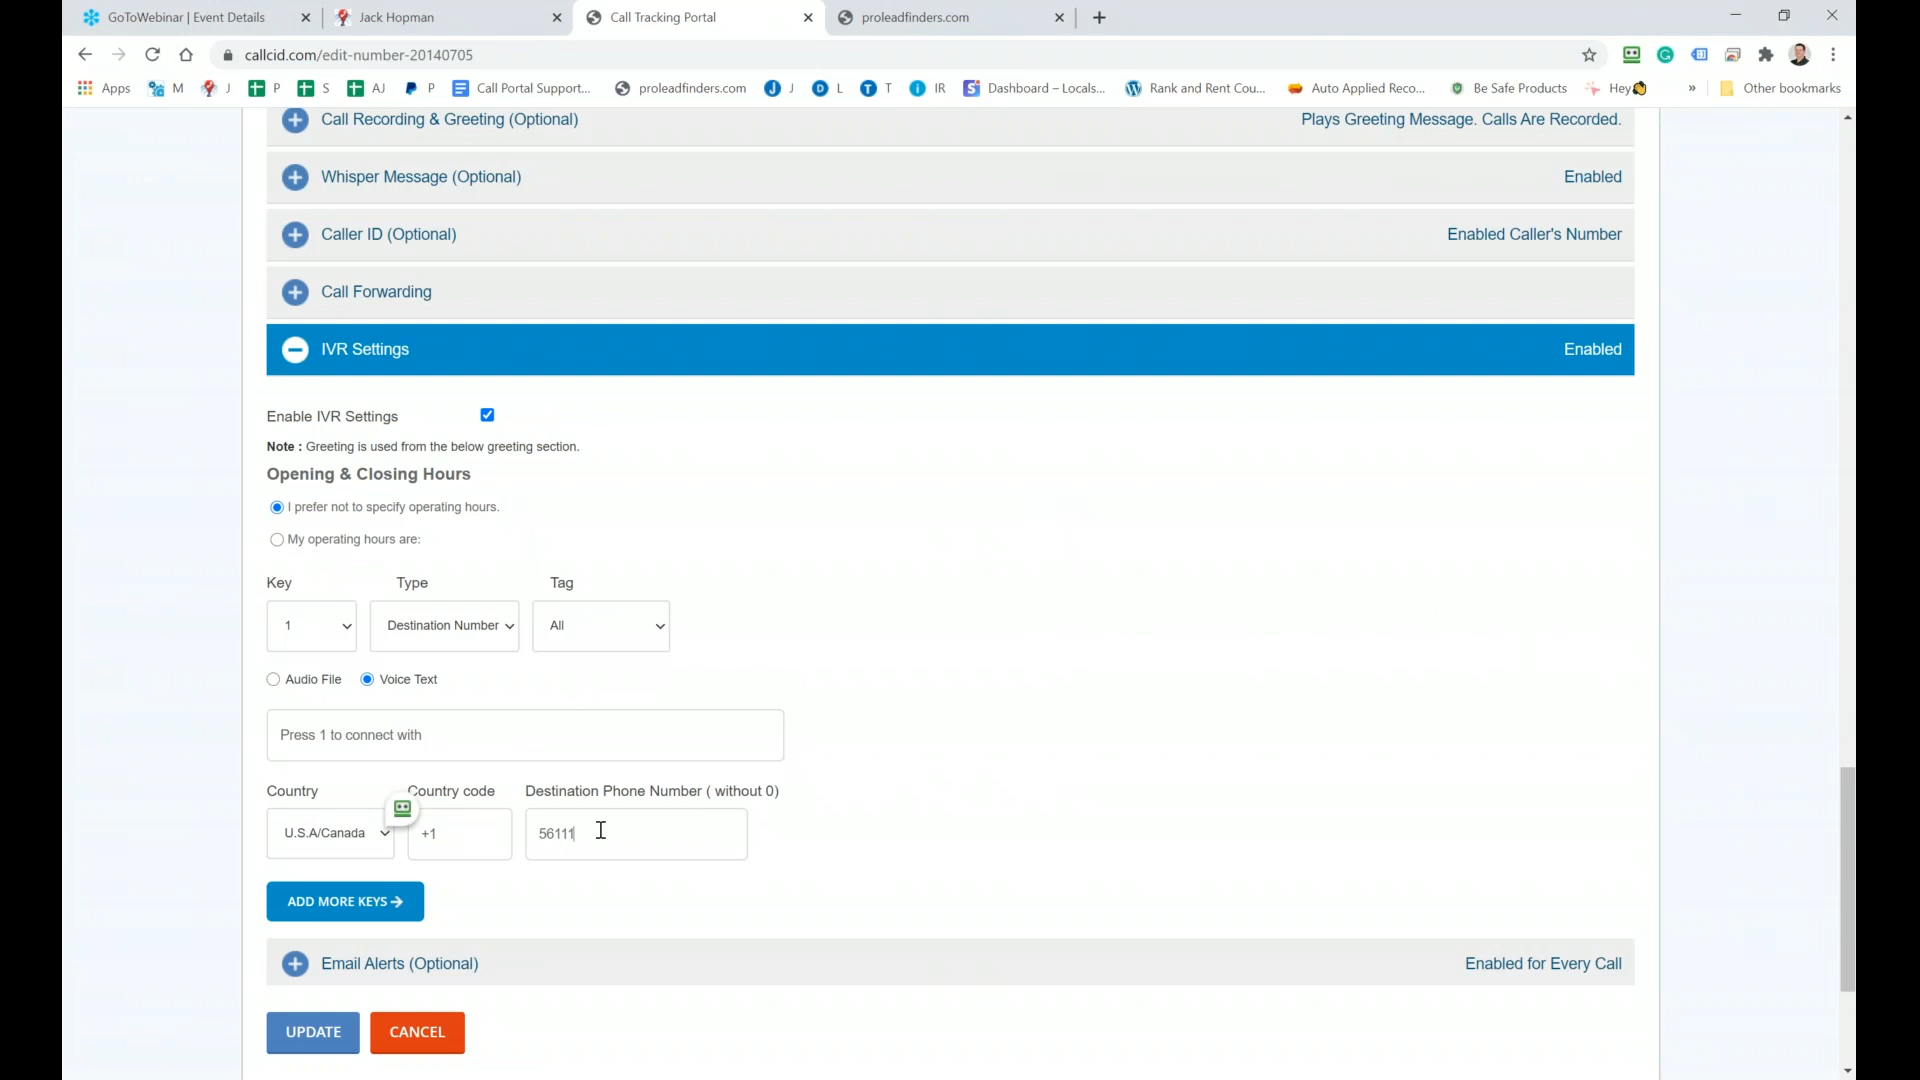 GoToWebinar | Event Details
Jack Hopman
Call Tracking Portal
proleadfinders.com
callcid.com/edit-number-20140705
Apps
M
J
P
S
AJ
P
Call Portal Support...
proleadfinders.com
J
L
T
IR
Dashboard – Locals...
Rank and Rent Cou...
Auto Applied Reco...
Be Safe Products
Hey
»
Other bookmarks
Call Recording & Greeting (Optional)
Plays Greeting Message. Calls Are Recorded.
Whisper Message (Optional)
Enabled
Caller ID (Optional)
Enabled Caller's Number
Call Forwarding
IVR Settings
Enabled
Enable IVR Settings
Note : Greeting is used from the below greeting section.
Opening & Closing Hours
I prefer not to specify operating hours.
My operating hours are:
Key Type Tag
1 Destination Number All
Audio File Voice Text
Press 1 to connect with
Country Country code Destination Phone Number ( without 0)
U.S.A/Canada +1 56111
ADD MORE KEYS
Email Alerts (Optional)
Enabled for Every Call
UPDATE CANCEL